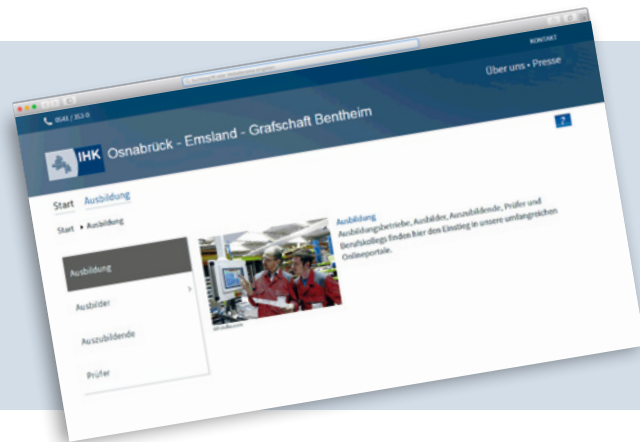 KONTAKT
0541 / 353-0
Über uns • Presse
IHK Osnabrück - Emsland - Grafschaft Bentheim
?
Start Ausbildung
Start • Ausbildung
Ausbildung
Ausbilder
Auszubildende
Prüfer
Ausbildung
Ausbildungsbetriebe, Ausbilder, Auszubildende, Prüfer und
Berufskollegs finden hier den Einstieg in unsere umfangreichen
Onlineportale.